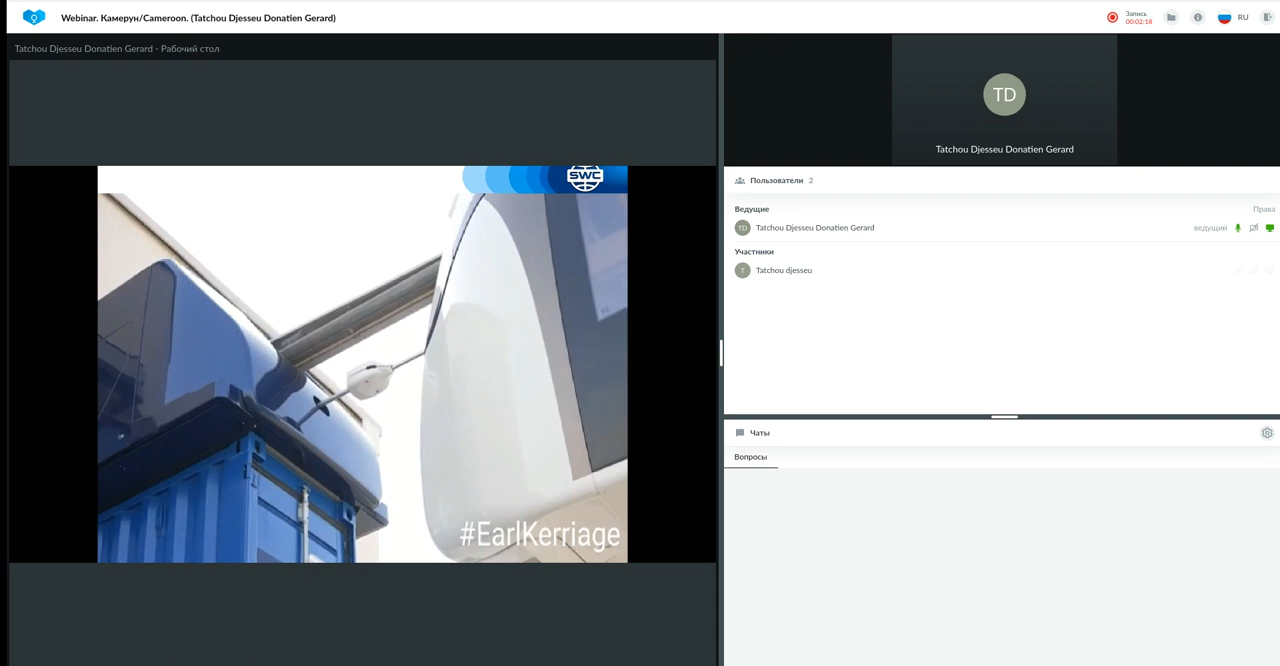 Webinar. Камерун/Cameroon. (Tatchou Djesseu Donatien Gerard)
Запись
00:02:18
RU
Tatchou Djesseu Donatien Gerard - Рабочий стол
SWC
#EarlKerriage
TD
Tatchou Djesseu Donatien Gerard
Пользователи 2
Ведущие Права
TD Tatchou Djesseu Donatien Gerard ведущий
Участники
T Tatchou djesseu
Чаты
Вопросы